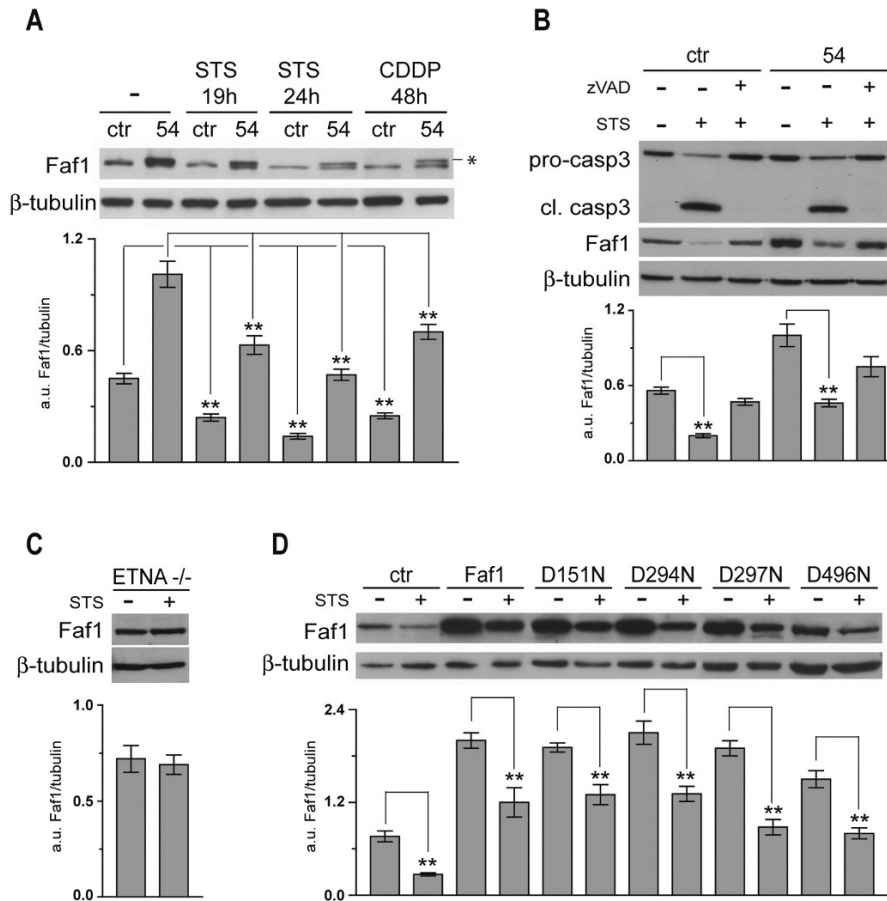 A
- STS 19h STS 24h CDDP 48h
ctr 54 ctr 54 ctr 54 ctr 54
Faf1 *
β-tubulin
a.u. Faf1/tubulin
1.2
0.6
0.0
** ** ** ** ** **
B
ctr 54
zVAD + +
STS - + + - + +
pro-casp3
cl. casp3
Faf1
β-tubulin
a.u. Faf1/tubulin
1.2
0.6
0.0
** **
C
ETNA -/-
STS - +
Faf1
β-tubulin
a.u. Faf1/tubulin
1.0
0.5
0.0
D
ctr Faf1 D151N D294N D297N D496N
STS - + - + - + - + - + - +
Faf1
β-tubulin
a.u. Faf1/tubulin
2.4
1.2
0.0
** ** ** ** ** **